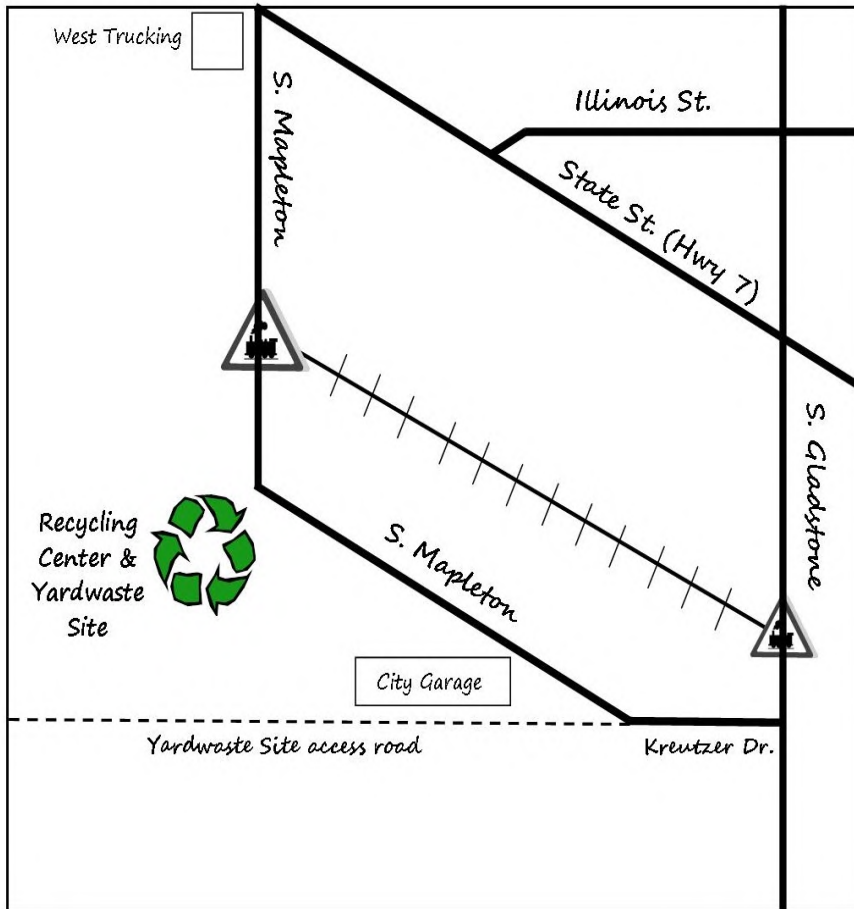 West Trucking
S. Mapleton
Illinois St.
State St. (Hwy 7)
S. Gladstone
Recycling
Center &
Yardwaste
Site
S. Mapleton
City Garage
Yardwaste Site access road
Kreutzer Dr.